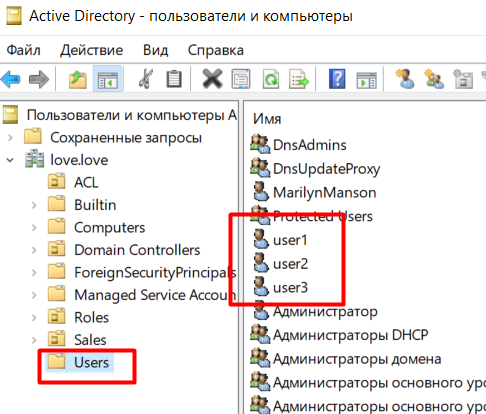 Active Directory - пользователи и компьютеры
Файл Действие Вид Справка
Пользователи и компьютеры A
Сохраненные запросы
love.love
ACL
Builtin
Computers
Domain Controllers
ForeignSecurityPrincipals
Managed Service Accoun
Roles
Sales
Users
Имя
DnsAdmins
DnsUpdateProxy
MarilynManson
Protected Users
user1
user2
user3
Администратор
Администраторы DHCP
Администраторы домена
Администраторы основного уро
Администраторы основного уро